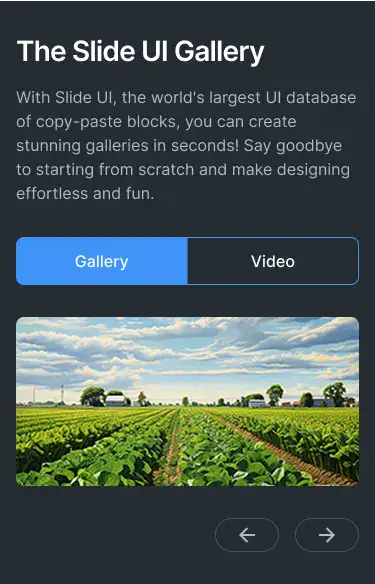 The Slide UI Gallery
With Slide UI, the world's largest UI database
of copy-paste blocks, you can create
stunning galleries in seconds! Say goodbye
to starting from scratch and make designing
effortless and fun.
Gallery
Video